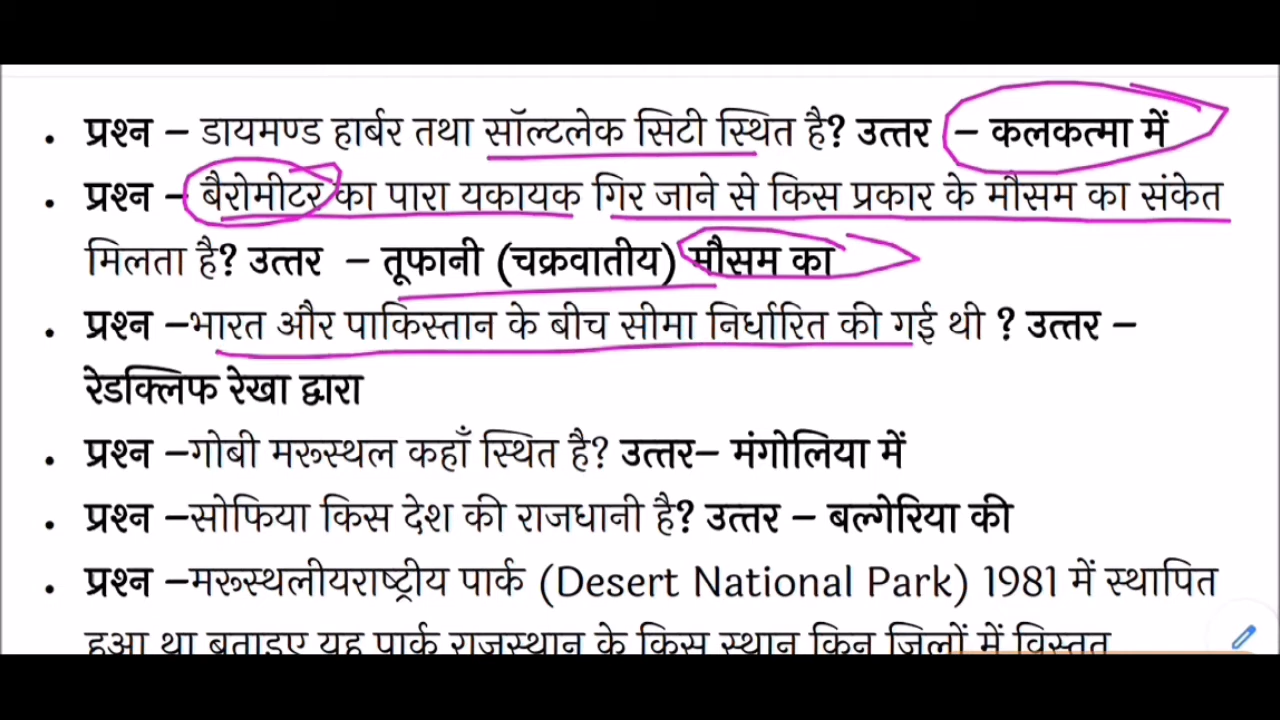 • प्रश्न – डायमण्ड हार्बर तथा सॉल्टलेक सिटी स्थित है? उत्तर – कलकत्मा में
• प्रश्न – बैरोमीटर का पारा यकायक गिर जाने से किस प्रकार के मौसम का संकेत
मिलता है? उत्तर – तूफानी (चक्रवातीय) मौसम का
• प्रश्न –भारत और पाकिस्तान के बीच सीमा निर्धारित की गई थी ? उत्तर –
रेडक्लिफ रेखा द्वारा
• प्रश्न –गोबी मरूस्थल कहाँ स्थित है? उत्तर– मंगोलिया में
• प्रश्न –सोफिया किस देश की राजधानी है? उत्तर – बल्गेरिया की
• प्रश्न –मरूस्थलीयराष्ट्रीय पार्क (Desert National Park) 1981 में स्थापित
हुआ था बताइए यह पार्क राजस्थान के किस स्थान किन जिलों में विस्तृत